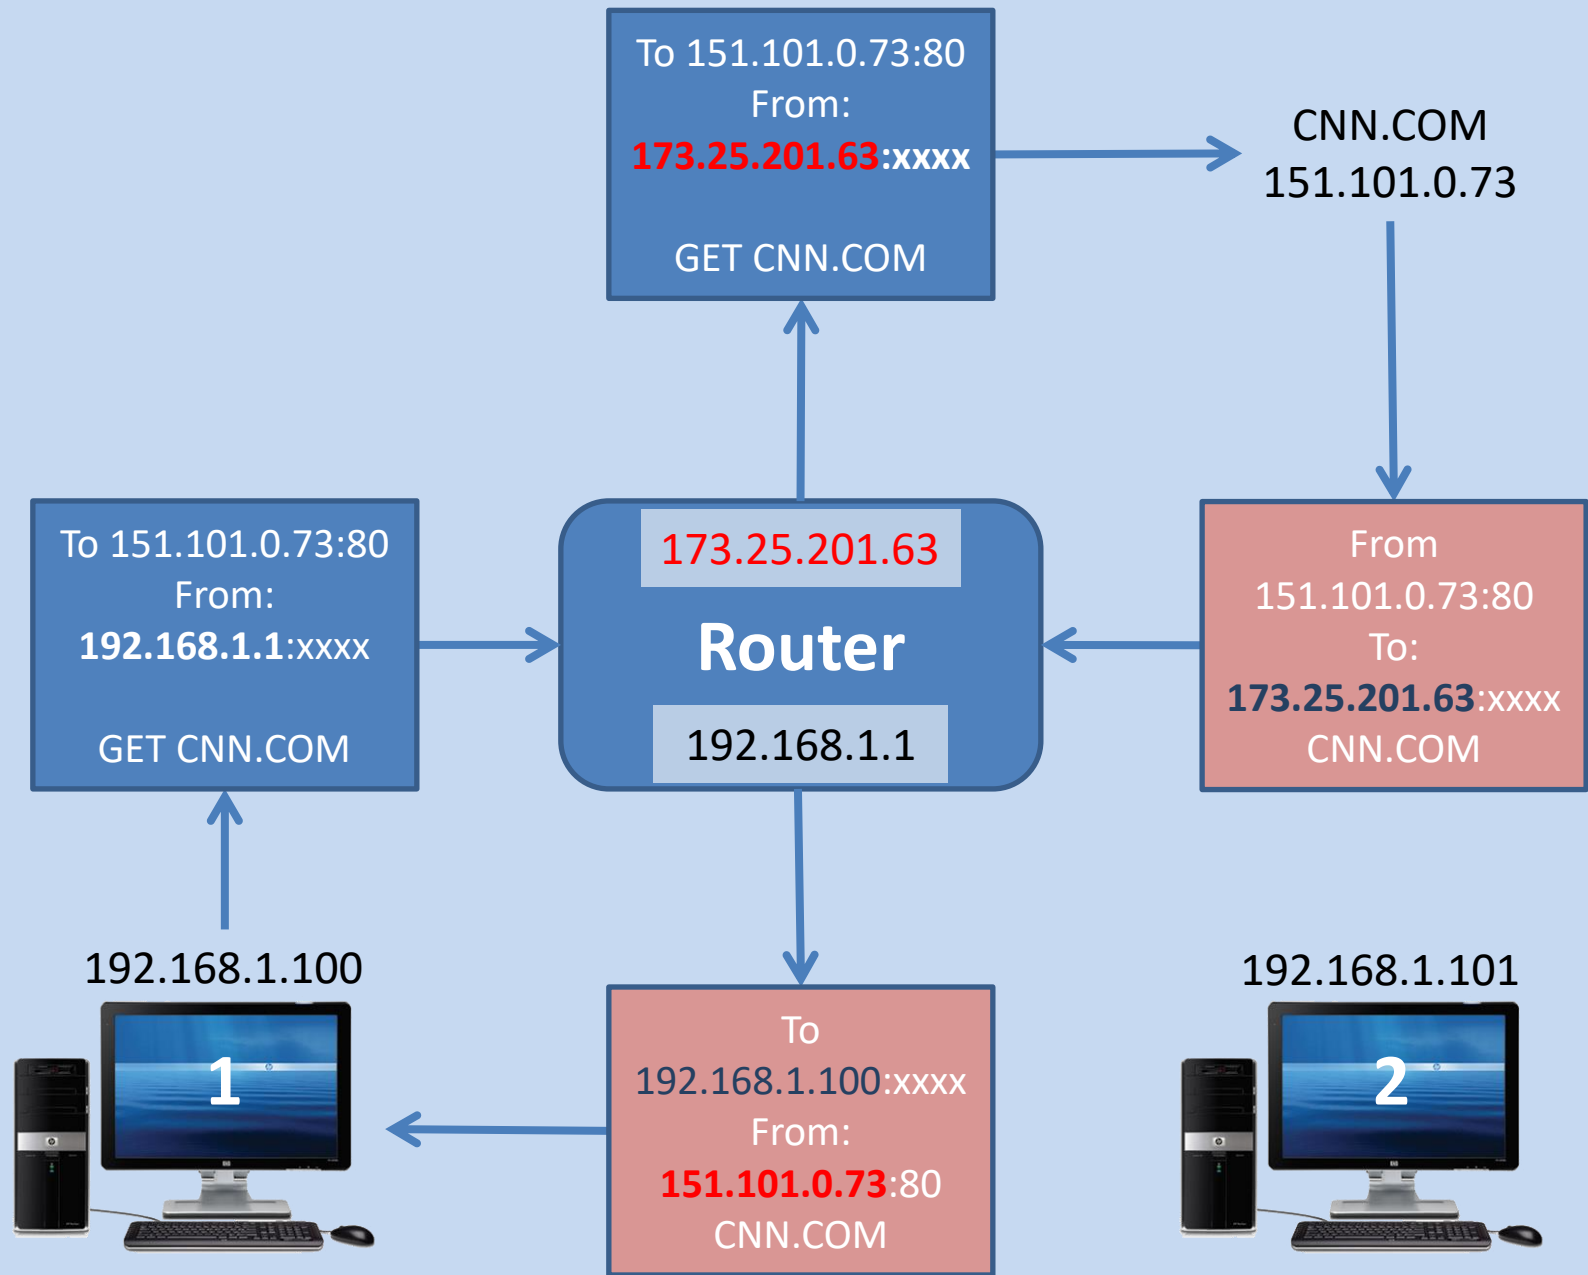 To 151.101.0.73:80
From:
173.25.201.63:xxxx
GET CNN.COM
CNN.COM
151.101.0.73
To 151.101.0.73:80
From:
192.168.1.1:xxxx
GET CNN.COM
173.25.201.63
Router
192.168.1.1
From
151.101.0.73:80
To:
173.25.201.63:xxxx
CNN.COM
192.168.1.100
1
To
192.168.1.100:xxxx
From:
151.101.0.73:80
CNN.COM
192.168.1.101
2